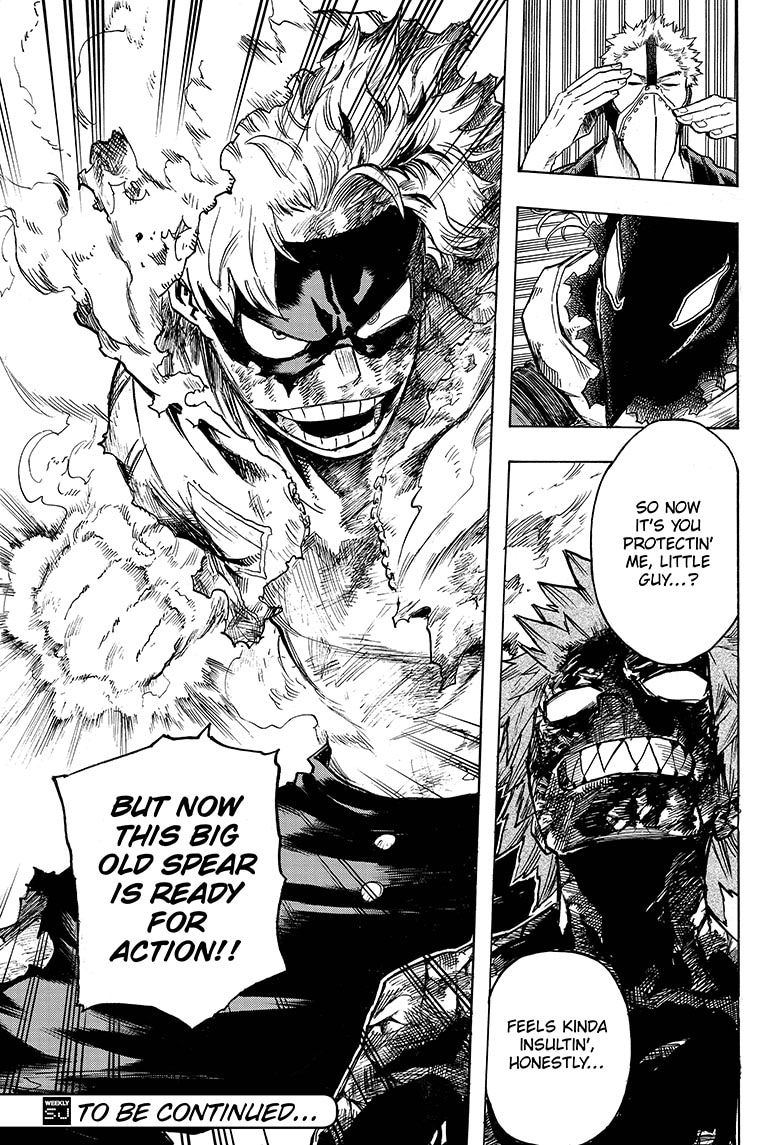 SO NOW
IT'S YOU
PROTECTIN'
ME, LITTLE
GUY...?
FEELS KINDA
INSULTIN',
HONESTLY...
BUT NOW
THIS BIG
OLD SPEAR
IS READY
FOR
ACTION!!
WEEKLY
SJ
TO BE CONTINUED...